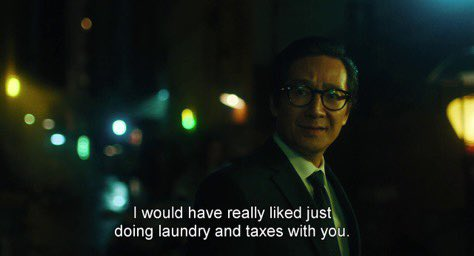 I would have really liked just
doing laundry and taxes with you.